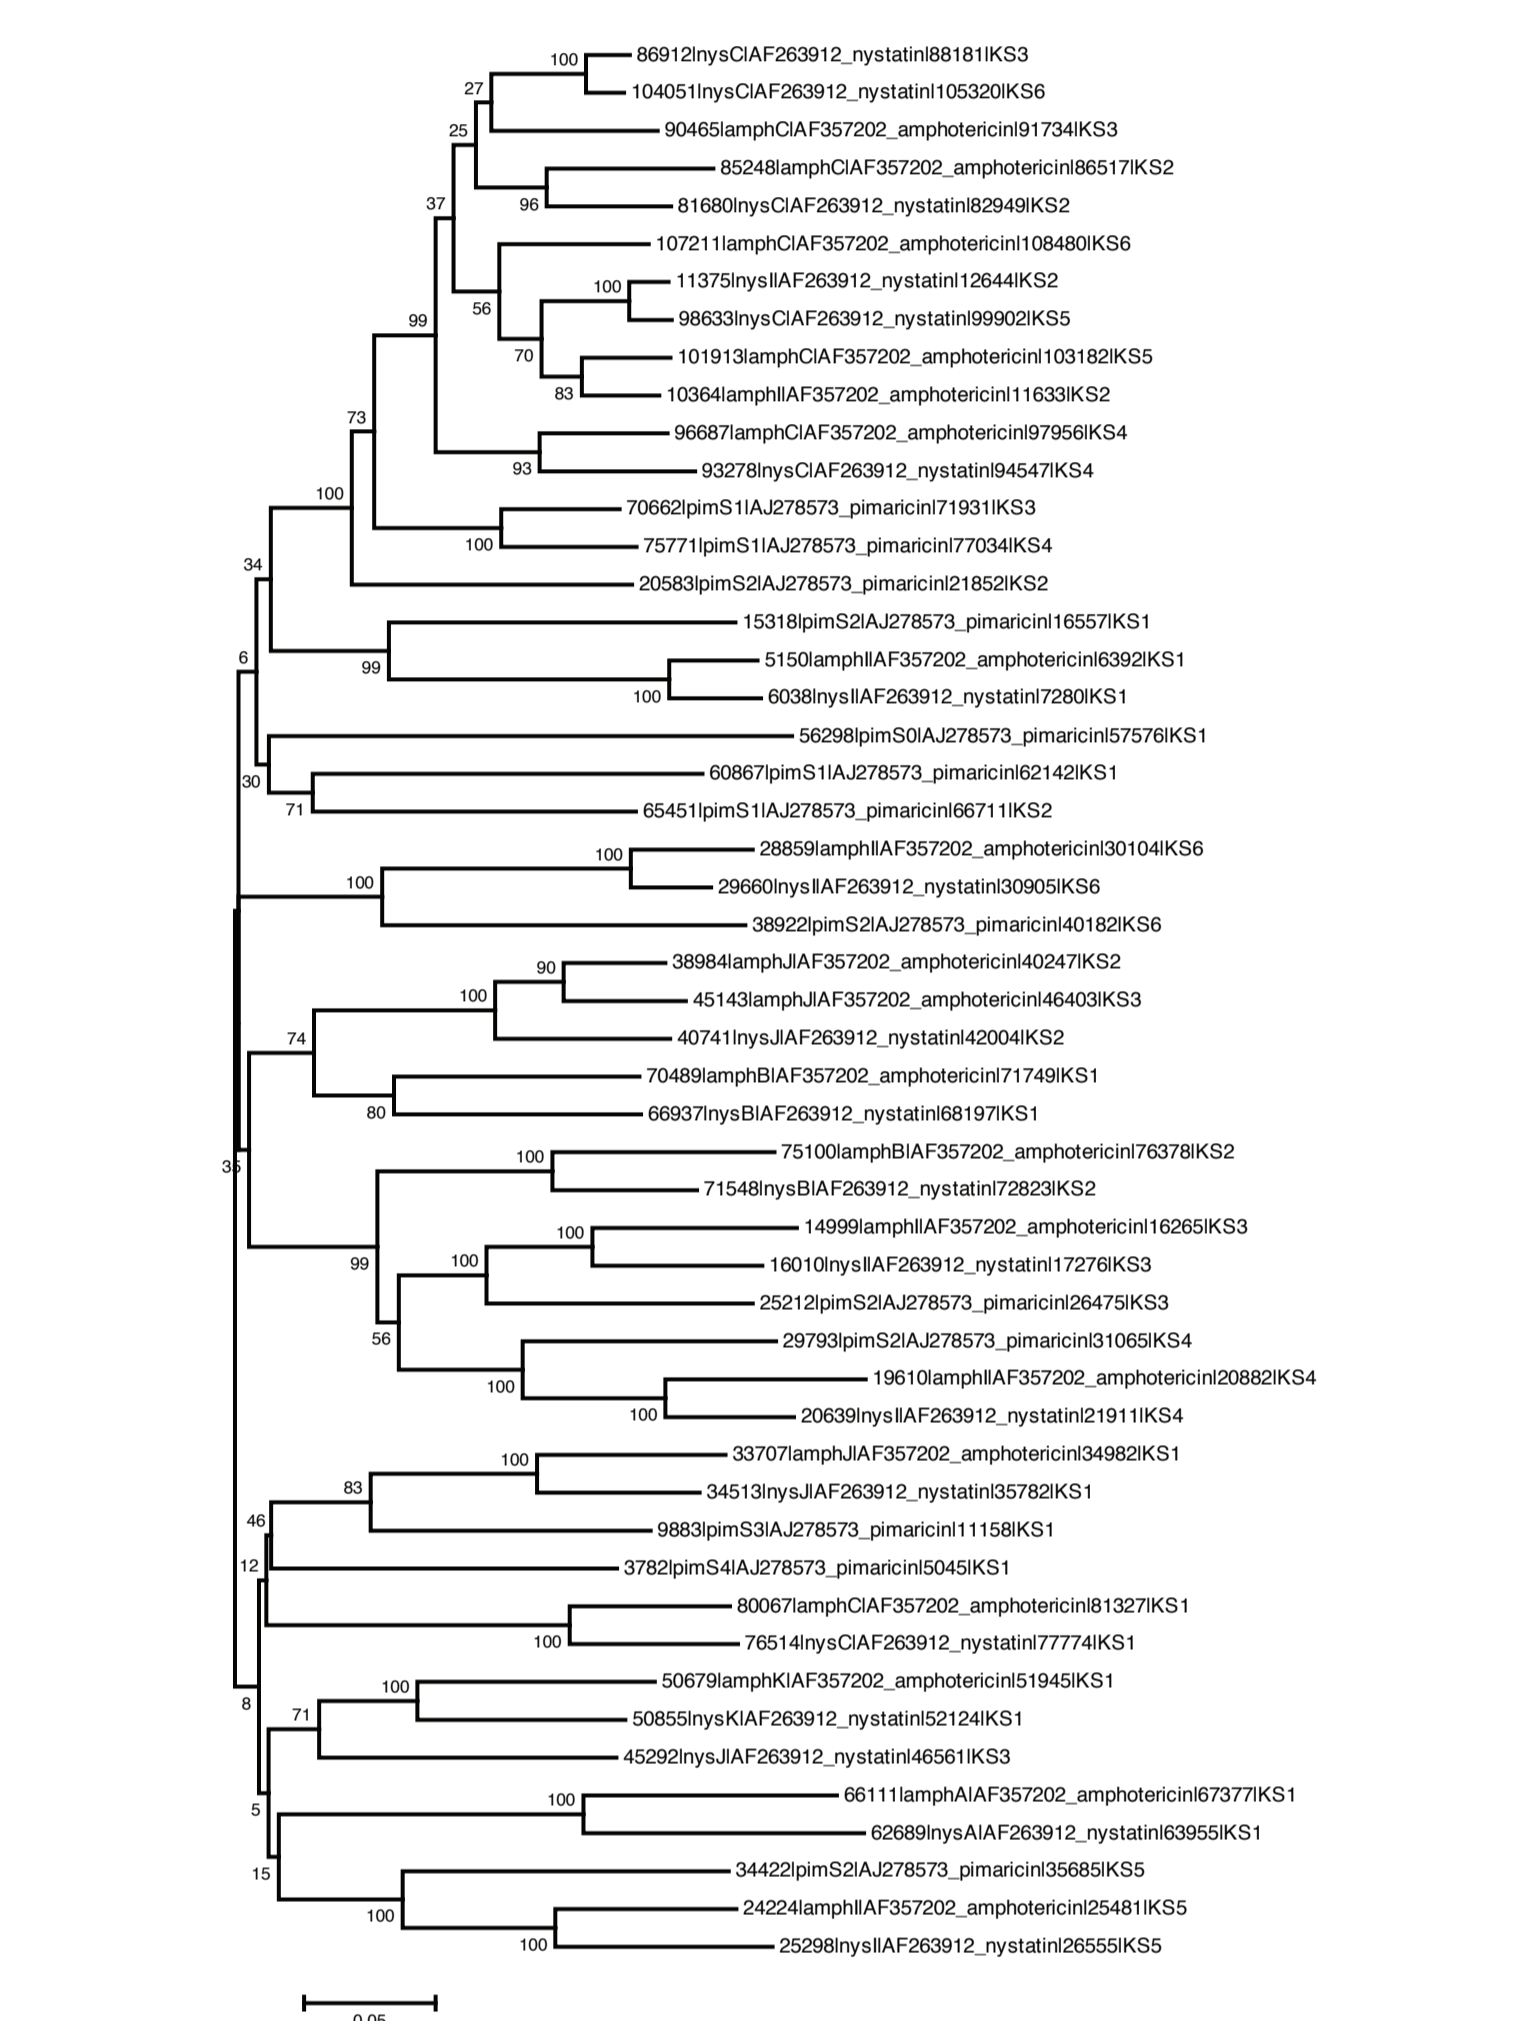 86912|nysC|AF263912_nystatin|88181|KS3
100
27
104051|nysC|AF263912_nystatin|105320|KS6
25
90465|amphC|AF357202_amphotericin|91734|KS3
85248|amphC|AF357202_amphotericin|86517|KS2
37
96
81680|nysC|AF263912_nystatin|82949|KS2
107211|amphC|AF357202_amphotericin|108480|KS6
11375|nysI|AF263912_nystatin|12644|KS2
100
56
99
98633|nysC|AF263912_nystatin|99902|KS5
70
101913|amphC|AF357202_amphotericin|103182|KS5
83
10364|amphI|AF357202_amphotericin|11633|KS2
73
96687|amphC|AF357202_amphotericin|97956|KS4
93
93278|nysC|AF263912_nystatin|94547|KS4
100
70662|pimS1|AJ278573_pimaricin|71931|KS3
100
75771|pimS1|AJ278573_pimaricin|77034|KS4
34
20583|pimS2|AJ278573_pimaricin|21852|KS2
15318|pimS2|AJ278573_pimaricin|16557|KS1
6
99
5150|amphI|AF357202_amphotericin|6392|KS1
100
6038|nysI|AF263912_nystatin|7280|KS1
56298|pimS0|AJ278573_pimaricin|57576|KS1
30
60867|pimS1|AJ278573_pimaricin|62142|KS1
71
65451|pimS1|AJ278573_pimaricin|66711|KS2
28859|amphI|AF357202_amphotericin|30104|KS6
100
100
29660|nysI|AF263912_nystatin|30905|KS6
38922|pimS2|AJ278573_pimaricin|40182|KS6
38984|amphJ|AF357202_amphotericin|40247|KS2
90
100
45143|amphJ|AF357202_amphotericin|46403|KS3
74
40741|nysJ|AF263912_nystatin|42004|KS2
70489|amphB|AF357202_amphotericin|71749|KS1
80
66937|nysB|AF263912_nystatin|68197|KS1
75100|amphB|AF357202_amphotericin|76378|KS2
100
35
71548|nysB|AF263912_nystatin|72823|KS2
14999|amphI|AF357202_amphotericin|16265|KS3
100
100
99
16010|nysI|AF263912_nystatin|17276|KS3
25212|pimS2|AJ278573_pimaricin|26475|KS3
56
29793|pimS2|AJ278573_pimaricin|31065|KS4
19610|amphI|AF357202_amphotericin|20882|KS4
100
100
20639|nysI|AF263912_nystatin|21911|KS4
33707|amphJ|AF357202_amphotericin|34982|KS1
100
83
34513|nysJ|AF263912_nystatin|35782|KS1
46
9883|pimS3|AJ278573_pimaricin|11158|KS1
12
3782|pimS4|AJ278573_pimaricin|5045|KS1
80067|amphC|AF357202_amphotericin|81327|KS1
100
76514|nysC|AF263912_nystatin|77774|KS1
50679|amphK|AF357202_amphotericin|51945|KS1
100
8
71
50855|nysK|AF263912_nystatin|52124|KS1
45292|nysJ|AF263912_nystatin|46561|KS3
66111|amphA|AF357202_amphotericin|67377|KS1
100
5
62689|nysA|AF263912_nystatin|63955|KS1
15
34422|pimS2|AJ278573_pimaricin|35685|KS5
24224|amphI|AF357202_amphotericin|25481|KS5
100
100
25298|nysI|AF263912_nystatin|26555|KS5
0.05